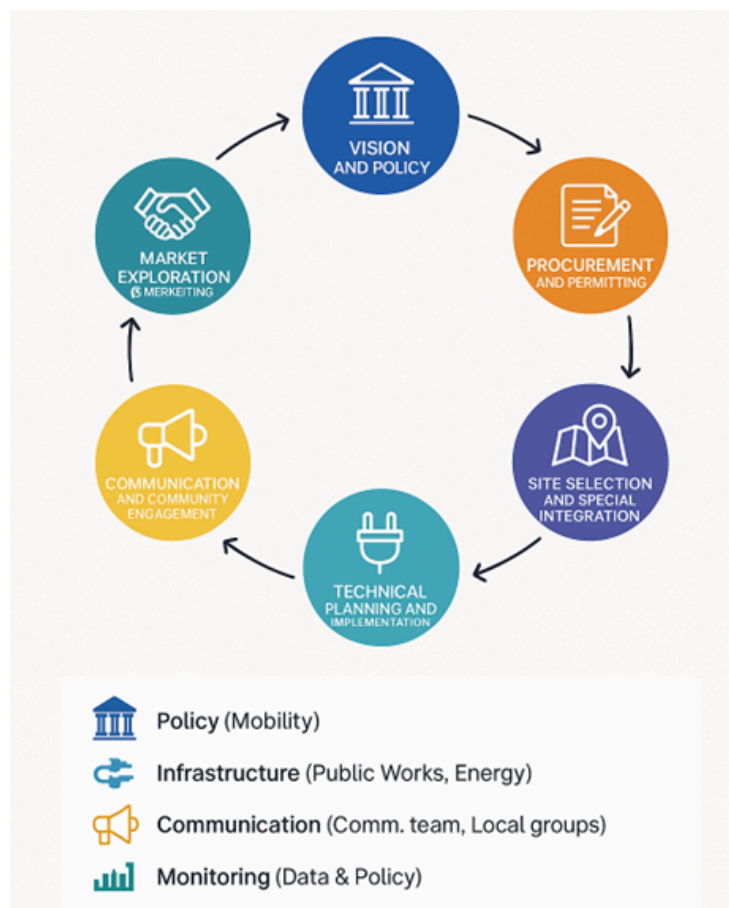 VISION
AND POLICY
PROCUREMENT
AND PERMITTING
SITE SELECTION
AND SPECIAL
INTEGRATION
TECHNICAL
PLANNING AND
IMPLEMENTATION
COMMUNICATION
AND COMMUNITY
ENGAGEMENT
MARKET
EXPLORATION
& MERKEITING
Policy (Mobility)
Infrastructure (Public Works, Energy)
Communication (Comm. team, Local groups)
Monitoring (Data & Policy)